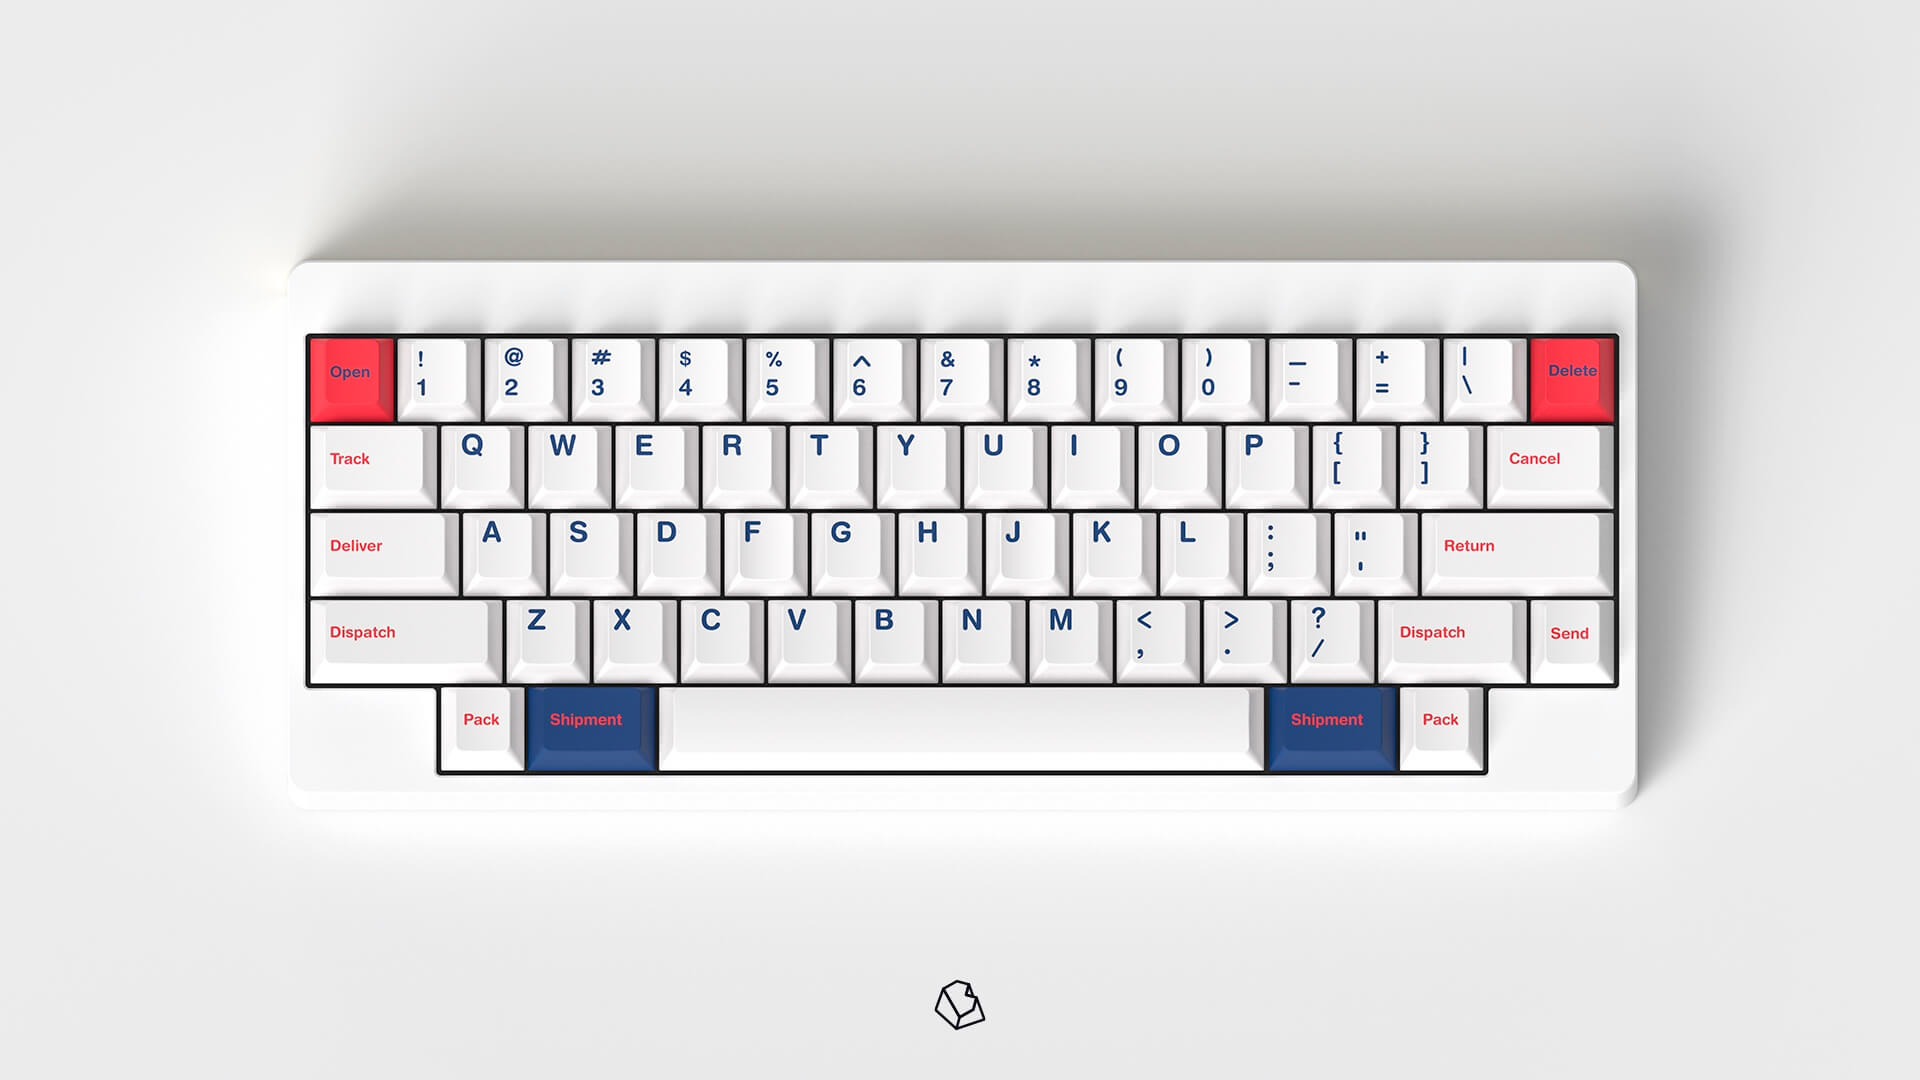 Open ! 1 @ 2 # 3 $ 4 % 5 ^ 6 & 7 * 8 ( 9 ) 0 _ - + = | \ Delete
Track Q W E R T Y U I O P { [ } ] Cancel
Deliver A S D F G H J K L : ; " ' Return
Dispatch Z X C V B N M < , > . ? / Dispatch Send
Pack Shipment Shipment Pack